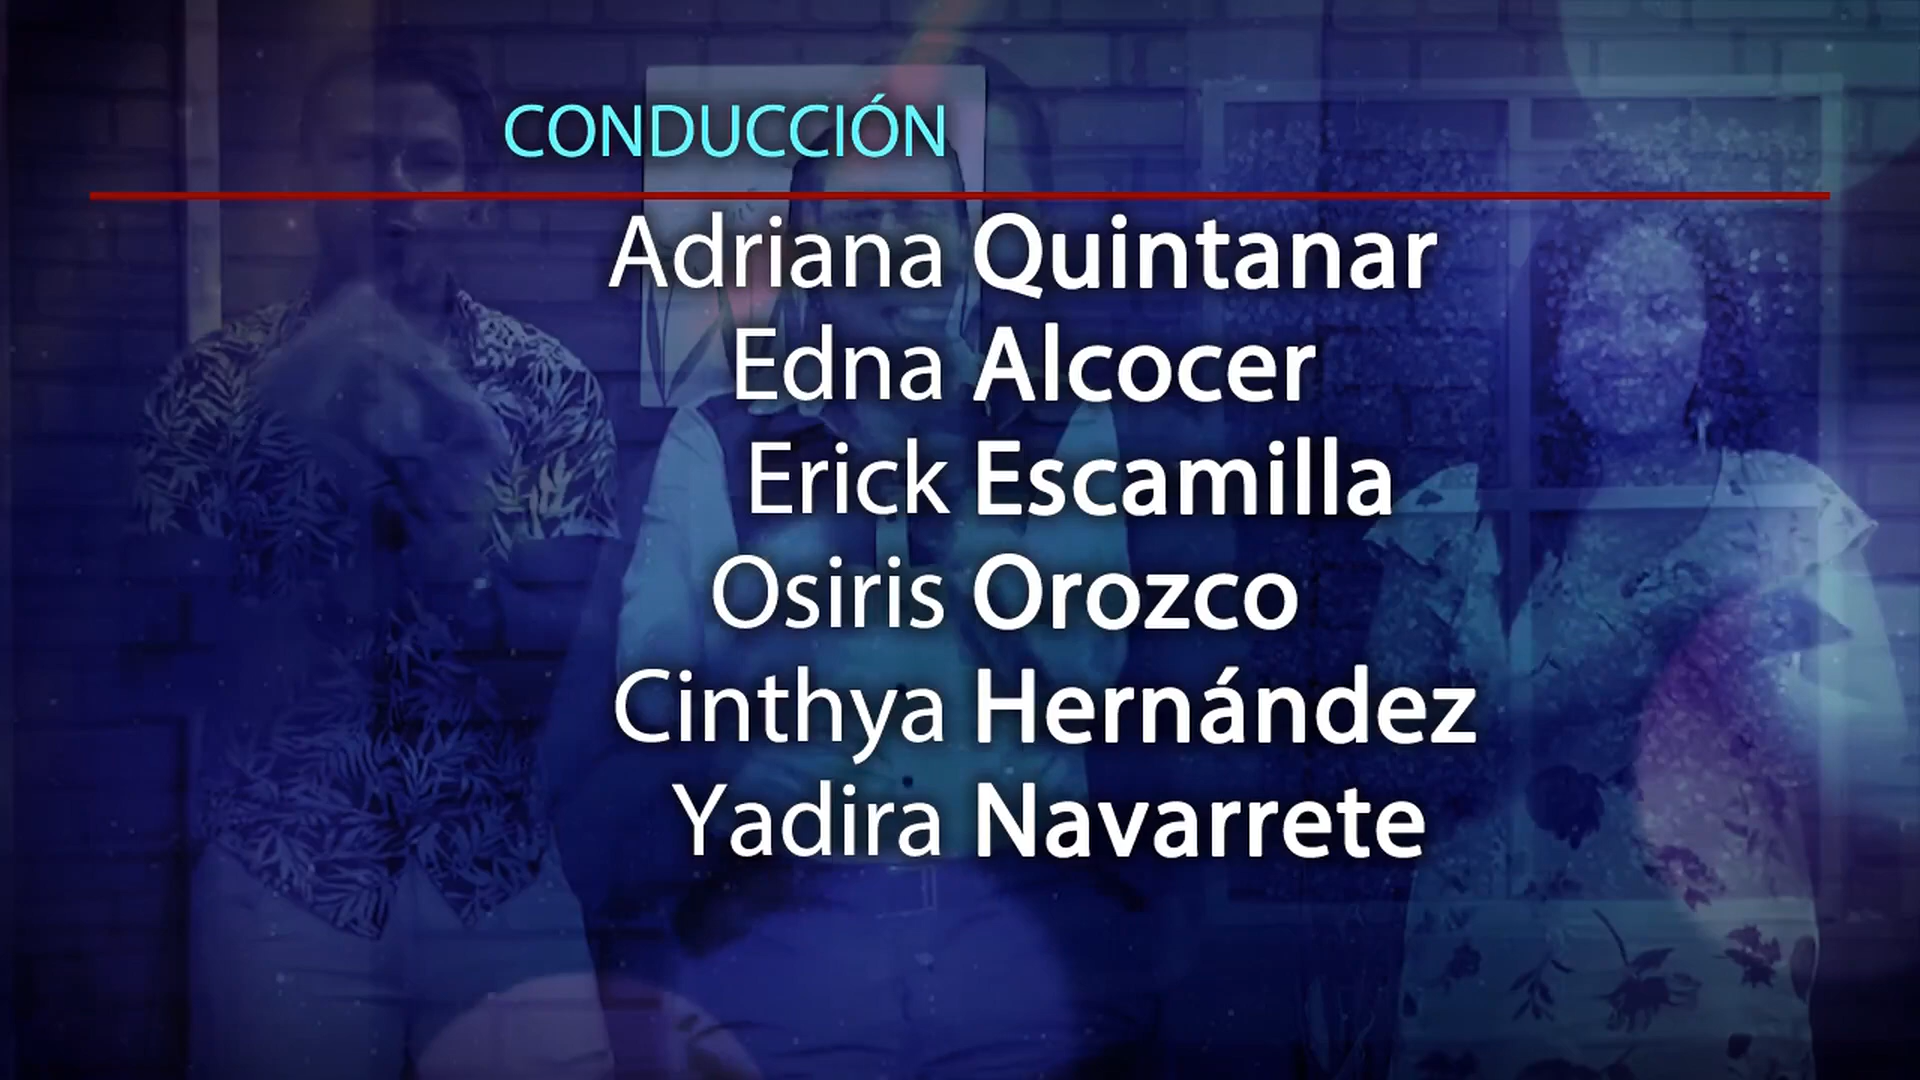 CONDUCCIÓN
Adriana Quintanar
Edna Alcocer
Erick Escamilla
Osiris Orozco
Cinthya Hernández
Yadira Navarrete